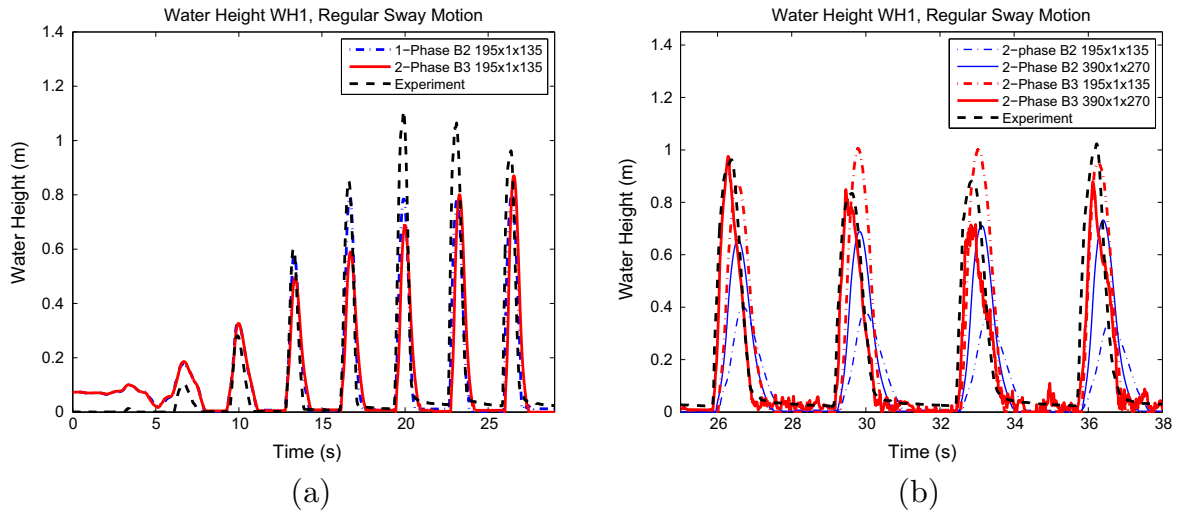 Water Height WH1, Regular Sway Motion
1.4
1.2
1
0.8
0.6
0.4
0.2
0
Water Height (m)
1−Phase B2 195x1x135
2−Phase B3 195x1x135
Experiment
0 5 10 15 20 25
Time (s)
(a)
Water Height WH1, Regular Sway Motion
1.4
1.2
1
0.8
0.6
0.4
0.2
0
Water Height (m)
2−phase B2 195x1x135
2−Phase B2 390x1x270
2−Phase B3 195x1x135
2−Phase B3 390x1x270
Experiment
26 28 30 32 34 36 38
Time (s)
(b)